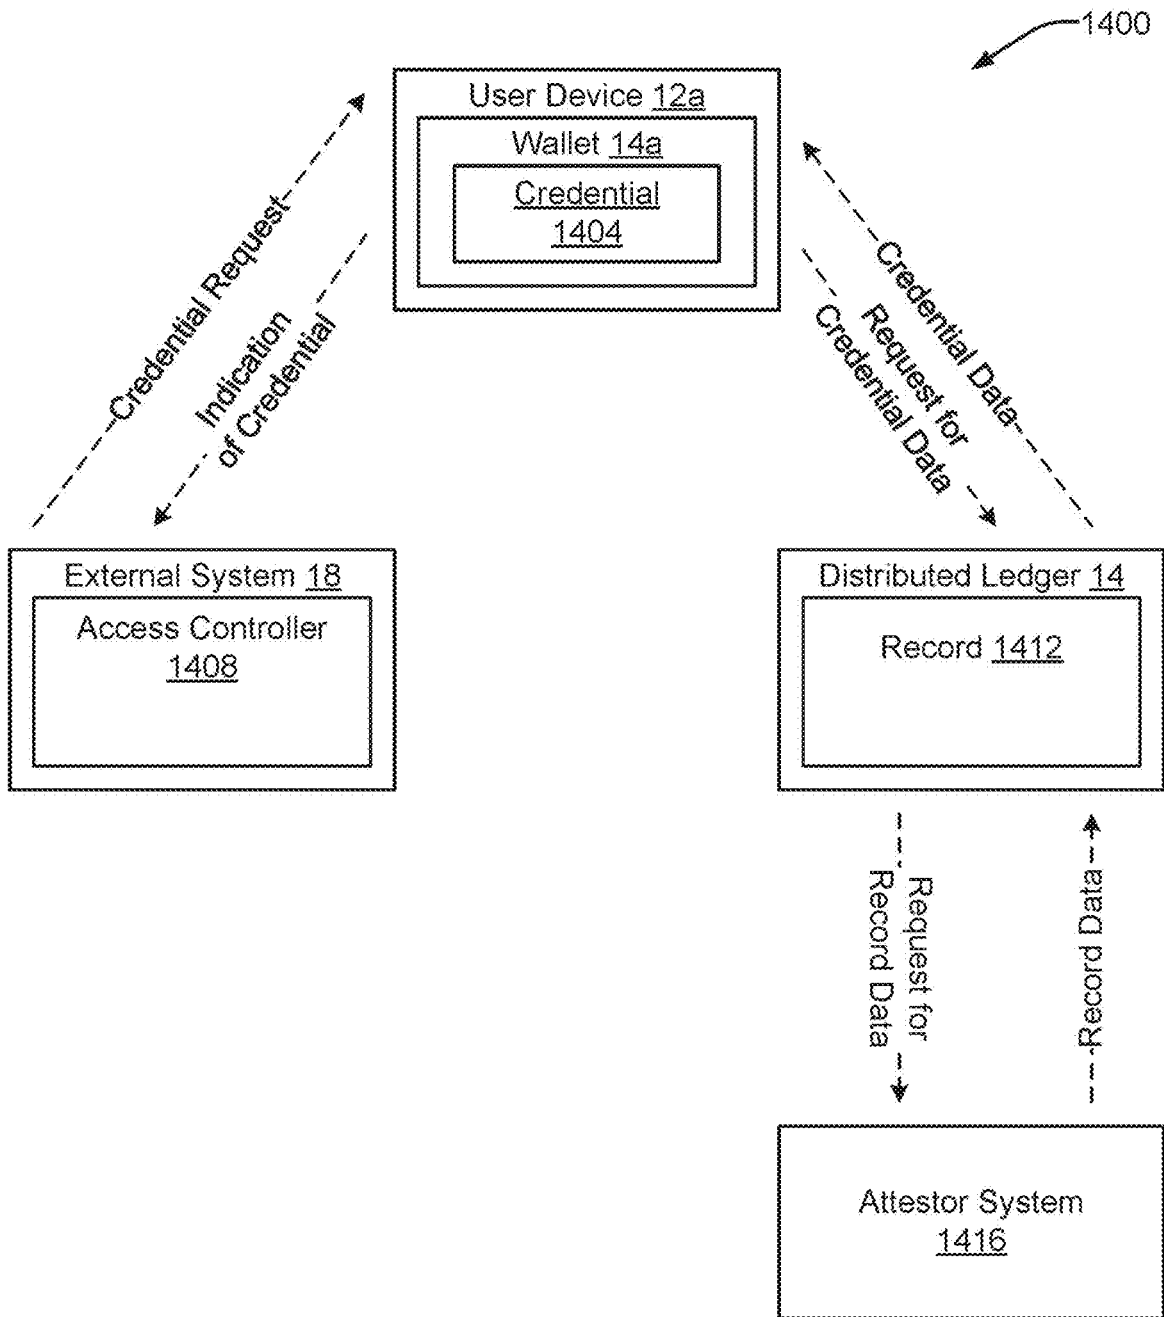 1400
User Device 12a
Wallet 14a
Credential
1404
Credential Request
Indication
of Credential
Credential Data
Request for
Credential Data
External System 18
Access Controller
1408
Distributed Ledger 14
Record 1412
Request for
Record Data
Record Data
Attestor System
1416